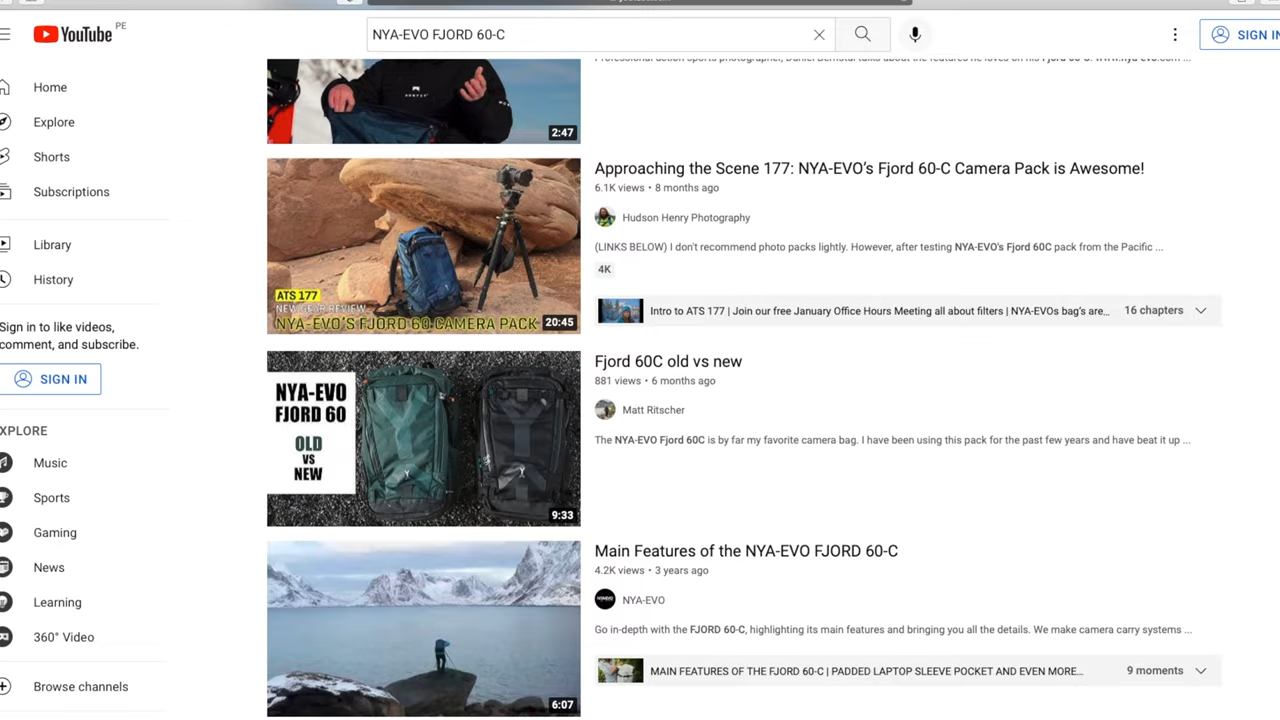 YouTube PE
NYA-EVO FJORD 60-C
SIGN IN
Home
Explore
Shorts
Subscriptions
Library
History
Sign in to like videos,
comment, and subscribe.
SIGN IN
XPLORE
Music
Sports
Gaming
News
Learning
360° Video
Browse channels
2:47
Approaching the Scene 177: NYA-EVO's Fjord 60-C Camera Pack is Awesome!
6.1K views • 8 months ago
Hudson Henry Photography
(LINKS BELOW) I don't recommend photo packs lightly. However, after testing NYA-EVO's Fjord 60C pack from the Pacific ...
4K
Intro to ATS 177 | Join our free January Office Hours Meeting all about filters | NYA-EVOs bag's are...
16 chapters
ATS 177
NEW GEAR REVIEW
NYA-EVO'S FJORD 60 CAMERA PACK
20:45
Fjord 60C old vs new
881 views • 6 months ago
Matt Ritscher
The NYA-EVO Fjord 60C is by far my favorite camera bag. I have been using this pack for the past few years and have beat it up ...
NYA-EVO
FJORD 60
OLD
VS
NEW
9:33
Main Features of the NYA-EVO FJORD 60-C
4.2K views • 3 years ago
NYA-EVO
Go in-depth with the FJORD 60-C, highlighting its main features and bringing you all the details. We make camera carry systems ...
MAIN FEATURES OF THE FJORD 60-C | PADDED LAPTOP SLEEVE POCKET AND EVEN MORE...
9 moments
6:07